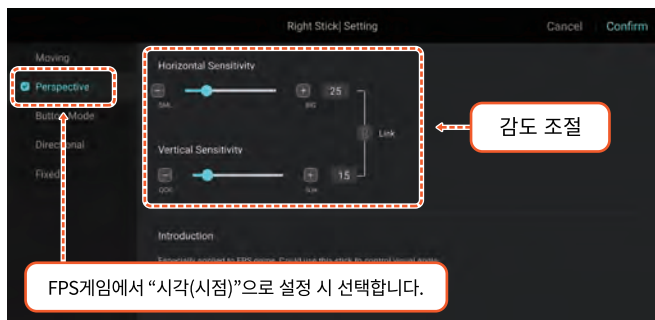 Right Stick| Setting
Cancel
Confirm
Moving
Perspective
Button Mode
Directional
Fixed
Horizontal Sensitivity
25
Link
Vertical Sensitivity
15
감도 조절
Introduction
FPS게임에서 “시각(시점)”으로 설정 시 선택합니다.